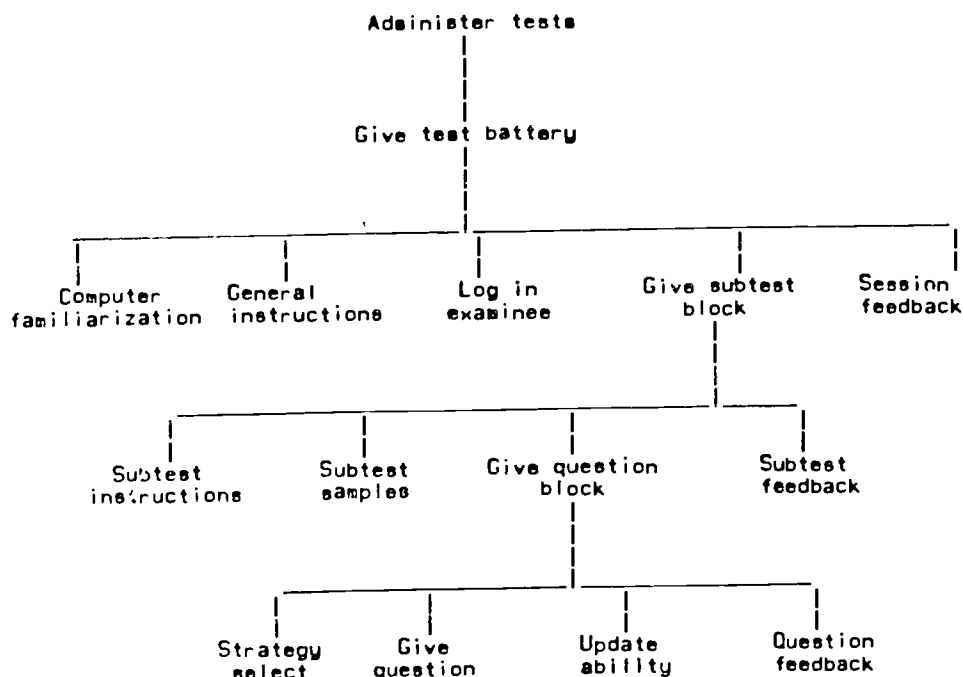 Administer tests
Give test battery
Computer
familiarization
General
instructions
Log in
examinee
Give subtest
block
Session
feedback
Subtest
instructions
Subtest
samples
Give question
block
Subtest
feedback
Strategy
select
Give
question
Update
ability
Question
feedback